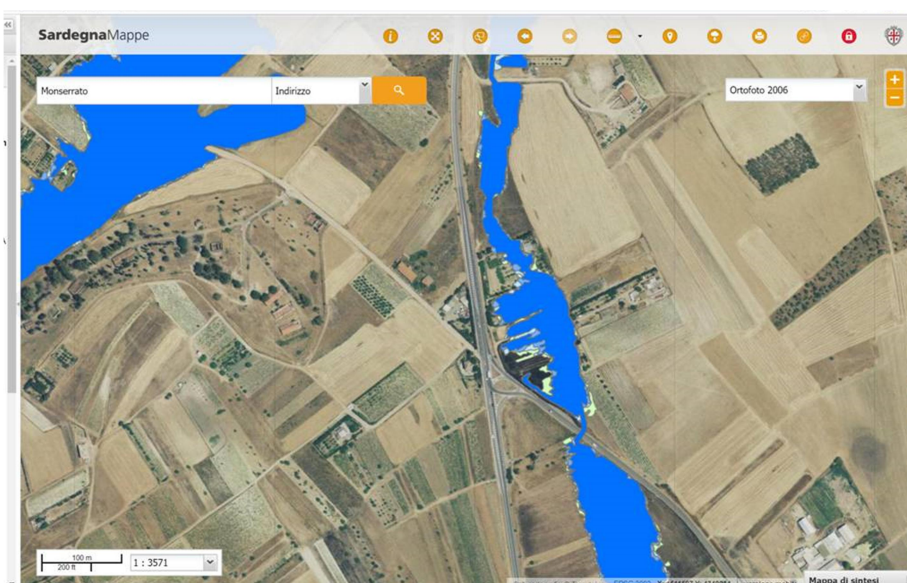 SardegnaMappe
Monserrato
Indirizzo
Ortofoto 2006
+
−
100 m
200 ft
1 : 3571
Mappa di sintesi